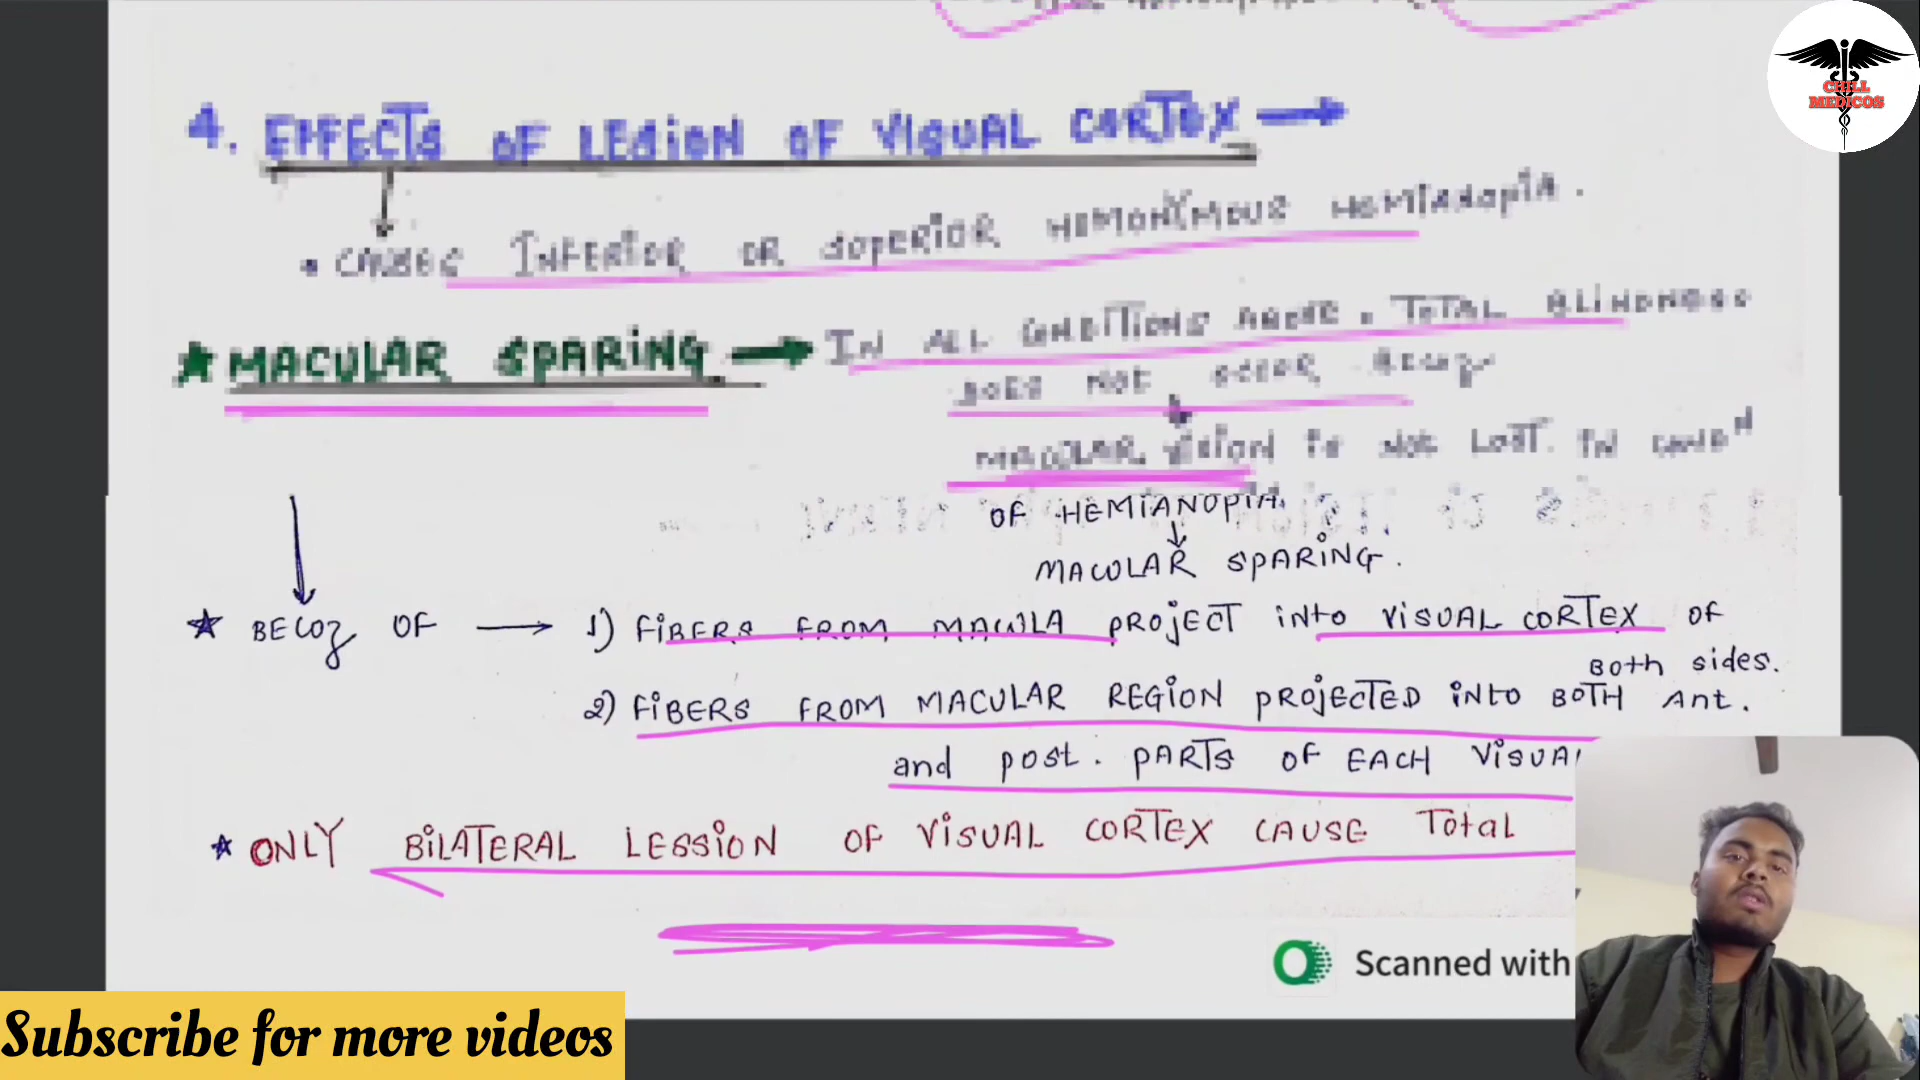 CHILL
MEDICOS
4. EFFECTS OF LESION OF VISUAL CORTEX →
• CAUSES INFERIOR OR SUPERIOR HEMONYMOUS HEMIANOPIA.
★ MACULAR SPARING → IN ALL CONDITIONS ABOVE, TOTAL BLINDNESS
DOES NOT OCCUR BECOZ
MACULAR VISION IS NOT LOST. IN CONDN
OF HEMIANOPIA.
MACULAR SPARING.
★ BECOZ OF → 1) FIBERS FROM MACULA PROJECT INTO VISUAL CORTEX OF
BOTH SIDES.
2) FIBERS FROM MACULAR REGION PROJECTED INTO BOTH Ant.
and post. PARTS OF EACH VISUAL
★ ONLY BILATERAL LESSION OF VISUAL CORTEX CAUSE Total
Scanned with
Subscribe for more videos